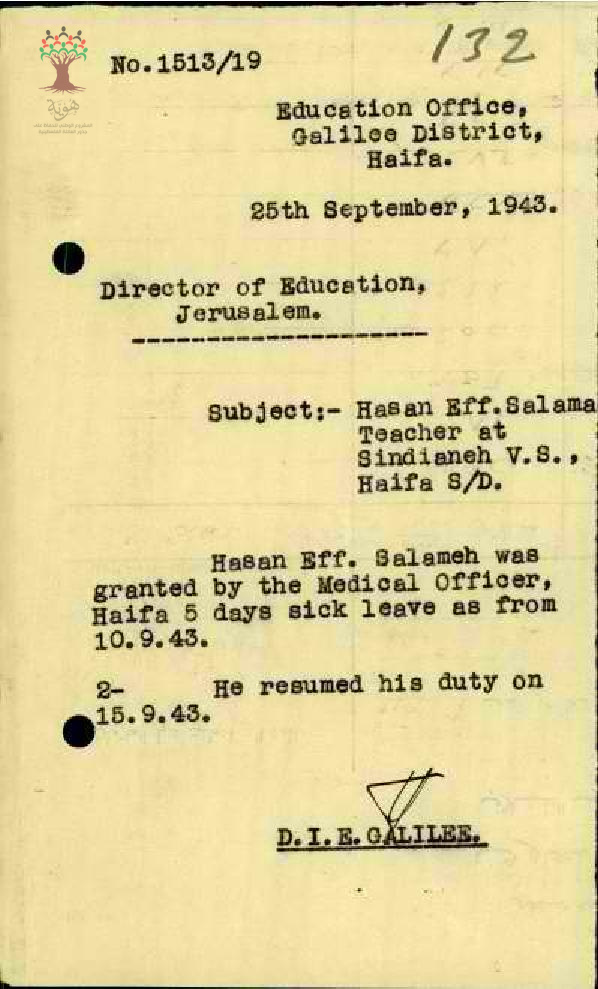 132
No.1513/19
هوية
Education Office,
Galilee District,
Haifa.
25th September, 1943.
Director of Education,
Jerusalem.
--------------------
Subject:- Hasan Eff.Salama
Teacher at
Sindianeh V.S.,
Haifa S/D.
Hasan Eff. Salameh was
granted by the Medical Officer,
Haifa 5 days sick leave as from
10.9.43.
2- He resumed his duty on
15.9.43.
D.I.E.GALILEE.